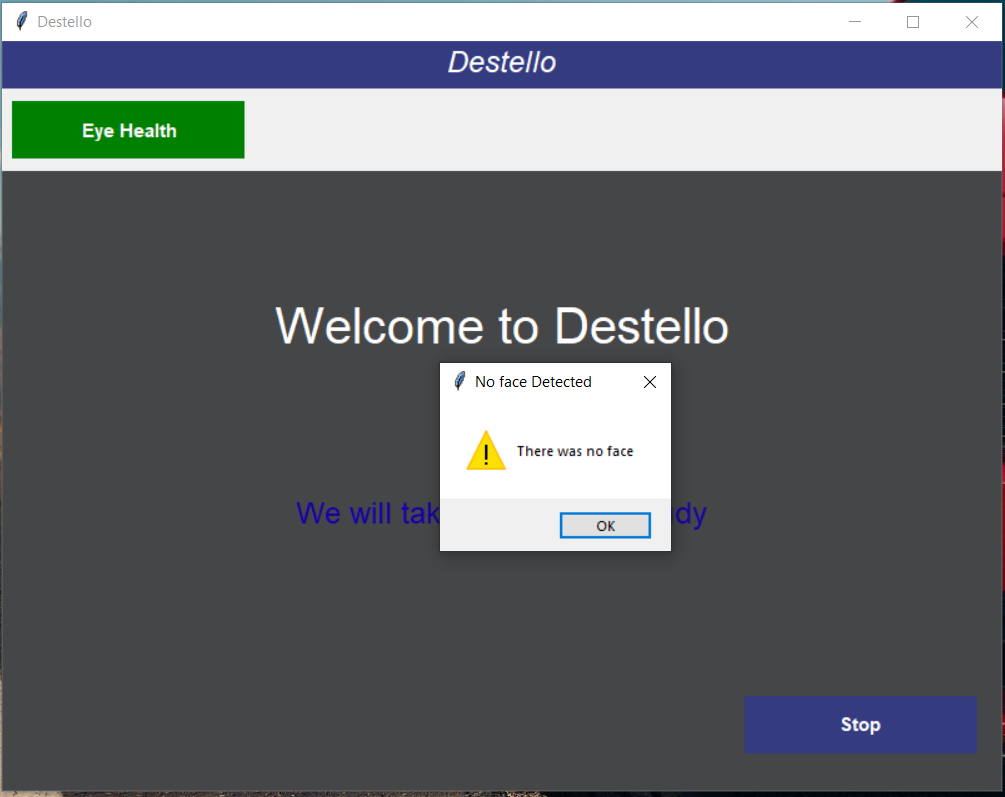 Destello
Destello
Eye Health
Welcome to Destello
No face Detected
There was no face
We will tak
dy
OK
Stop